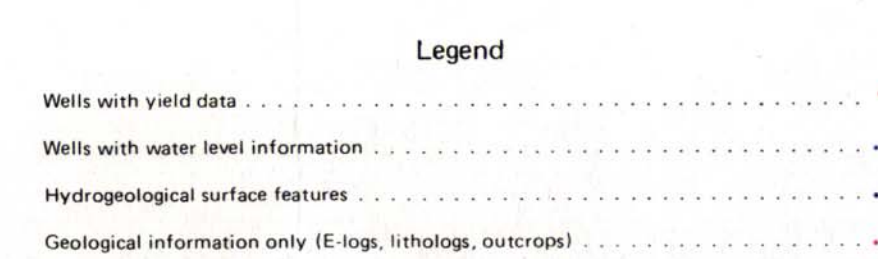 Legend
Wells with yield data . . . . . . . . . . . . . . . . . . . . . . . . . . . . . . . . . . . . . . . .
Wells with water level information . . . . . . . . . . . . . . . . . . . . . . . . . . . . . . . .
Hydrogeological surface features . . . . . . . . . . . . . . . . . . . . . . . . . . . . . . . . .
Geological information only (E-logs, lithologs, outcrops) . . . . . . . . . . . . . . . . . .